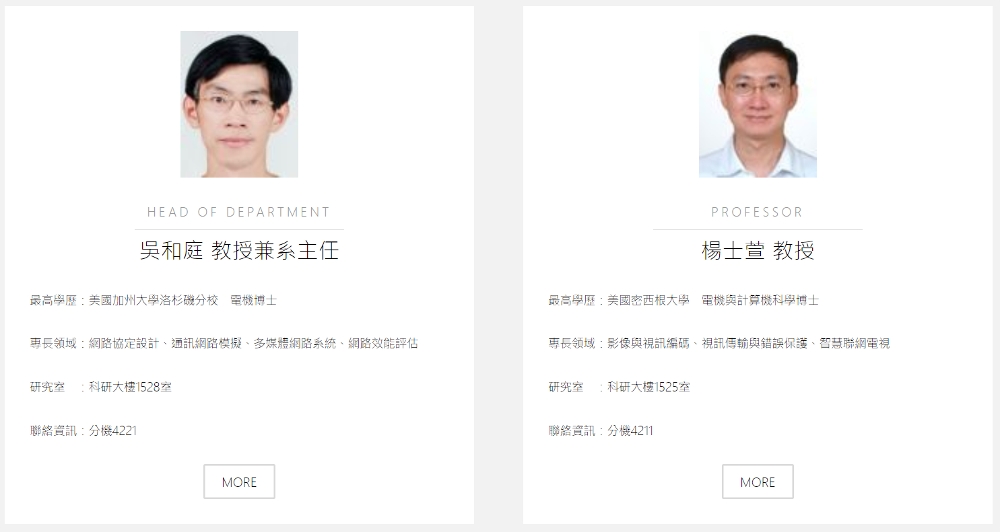 HEAD OF DEPARTMENT
吳和庭 教授兼系主任
最高學歷：美國加州大學洛杉磯分校　電機博士
專長領域：網路協定設計、通訊網路模擬、多媒體網路系統、網路效能評估
研究室　：科研大樓1528室
聯絡資訊：分機4221
MORE
PROFESSOR
楊士萱 教授
最高學歷：美國密西根大學　電機與計算機科學博士
專長領域：影像與視訊編碼、視訊傳輸與錯誤保護、智慧聯網電視
研究室　：科研大樓1525室
聯絡資訊：分機4211
MORE